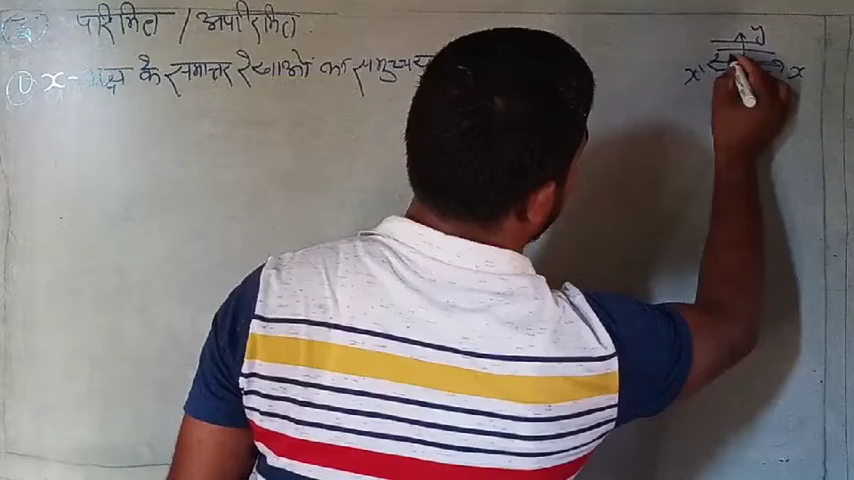 परिमित / अपरिमित
① x-अक्ष के समान्तर रेखाओं का समुच्चय
y
x' x